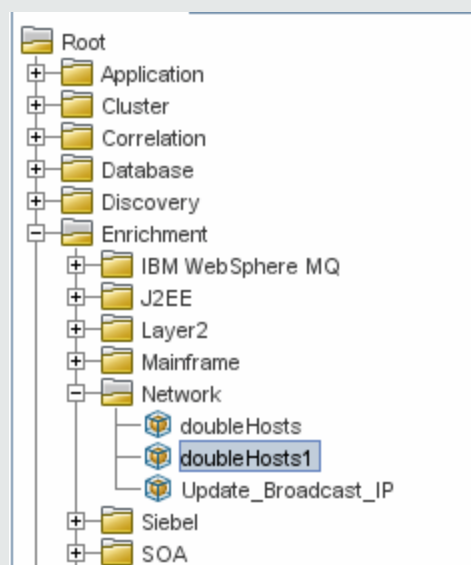 Root
Application
Cluster
Correlation
Database
Discovery
Enrichment
IBM WebSphere MQ
J2EE
Layer2
Mainframe
Network
doubleHosts
doubleHosts1
Update_Broadcast_IP
Siebel
SOA